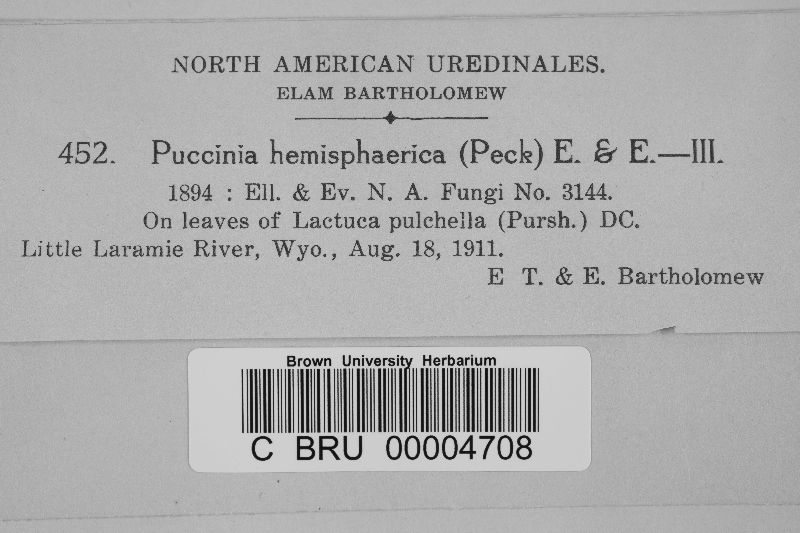 NORTH AMERICAN UREDINALES.
ELAM BARTHOLOMEW
452. Puccinia hemisphaerica (Peck) E. & E.—III.
1894 : Ell. & Ev. N. A. Fungi No. 3144.
On leaves of Lactuca pulchella (Pursh.) DC.
Little Laramie River, Wyo., Aug. 18, 1911.
E T. & E. Bartholomew
Brown University Herbarium
C BRU 00004708